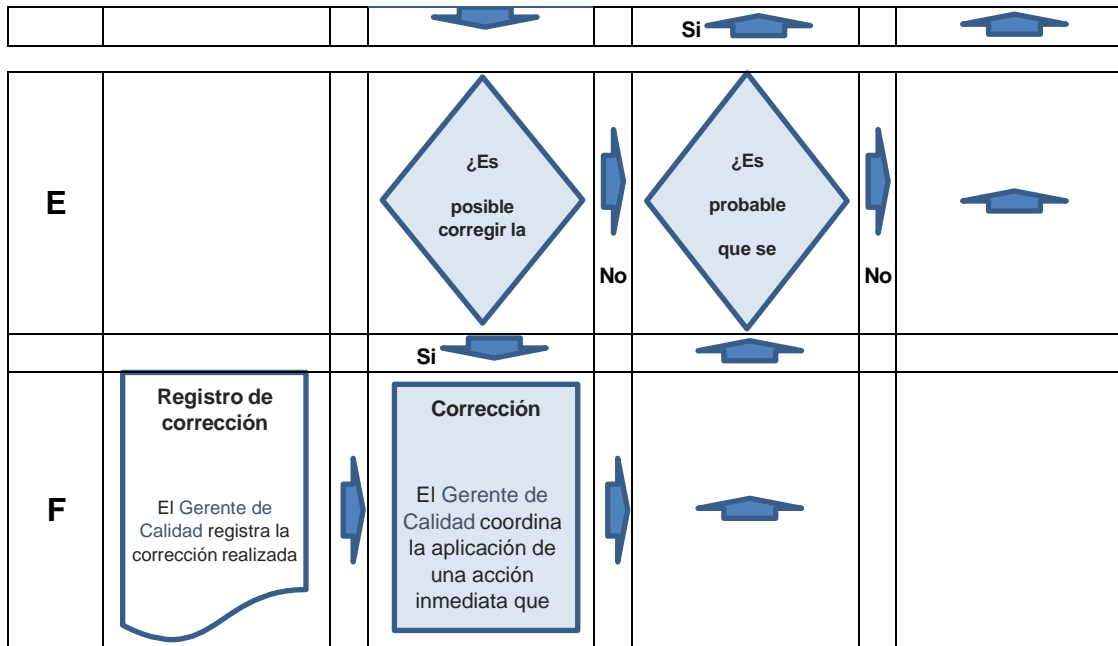 Si
E
¿Es
posible
corregir la
No
¿Es
probable
que se
No
Si
F
Registro de
corrección
El Gerente de
Calidad registra la
corrección realizada
Corrección
El Gerente de
Calidad coordina
la aplicación de
una acción
inmediata que